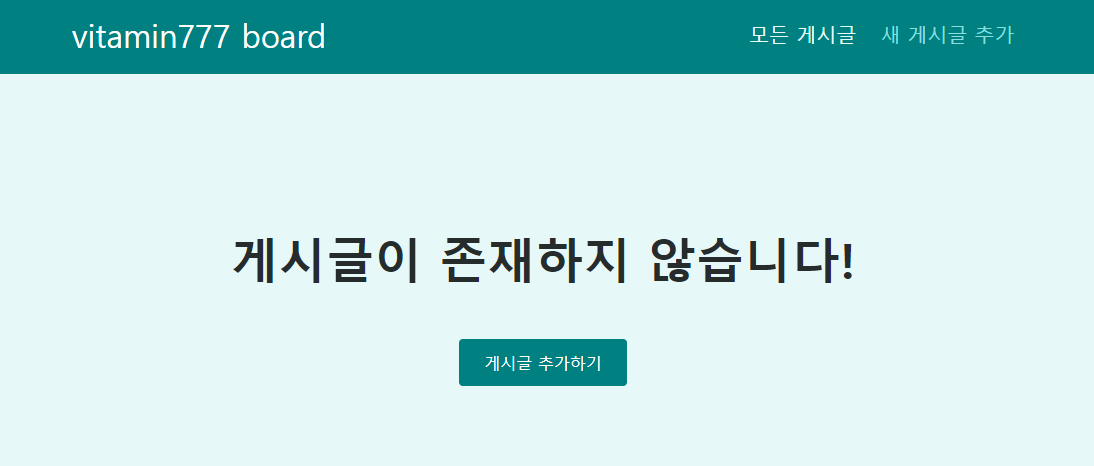 vitamin777 board
모든 게시글 새 게시글 추가
게시글이 존재하지 않습니다!
게시글 추가하기